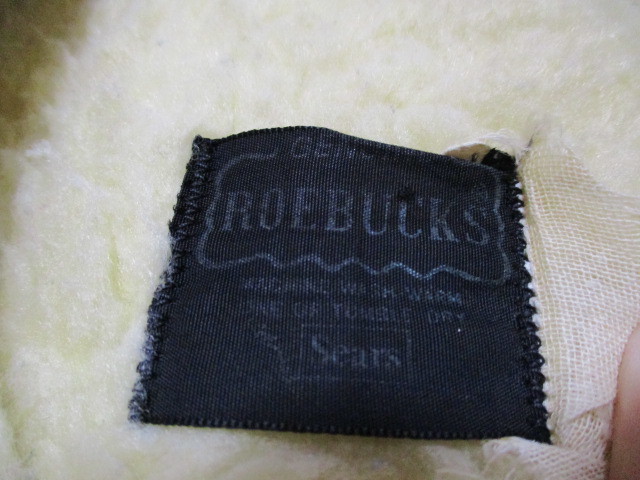 ROEBUCKS
MACHINE WASH-WARM
LINE OR TUMBLE DRY
Sears